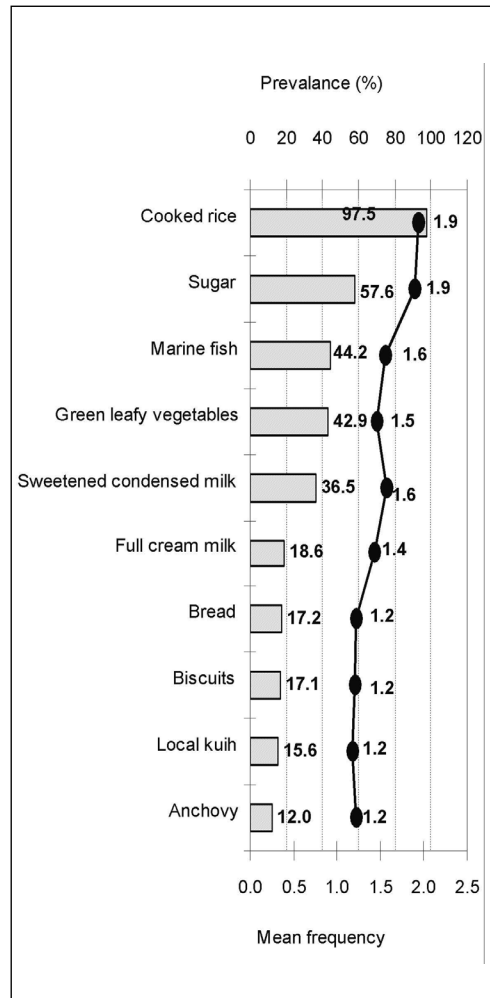 Prevalance (%)
0 20 40 60 80 100 120
Cooked rice 97.5 1.9
Sugar 57.6 1.9
Marine fish 44.2 1.6
Green leafy vegetables 42.9 1.5
Sweetened condensed milk 36.5 1.6
Full cream milk 18.6 1.4
Bread 17.2 1.2
Biscuits 17.1 1.2
Local kuih 15.6 1.2
Anchovy 12.0 1.2
0.0 0.5 1.0 1.5 2.0 2.5
Mean frequency